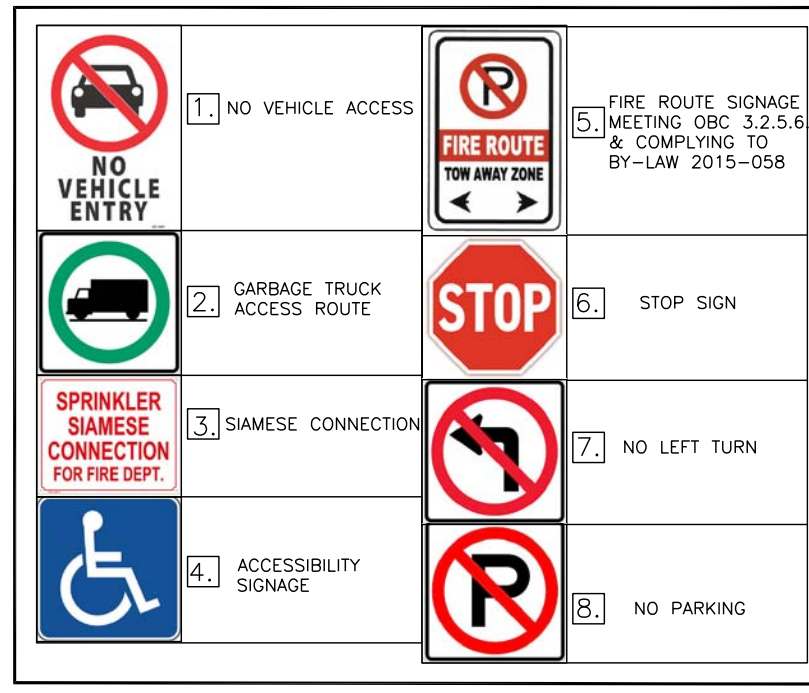 NO
VEHICLE
ENTRY
1. NO VEHICLE ACCESS
2. GARBAGE TRUCK
ACCESS ROUTE
SPRINKLER
SIAMESE
CONNECTION
FOR FIRE DEPT.
3. SIAMESE CONNECTION
4. ACCESSIBILITY
SIGNAGE
P
FIRE ROUTE
TOW AWAY ZONE
5. FIRE ROUTE SIGNAGE
MEETING OBC 3.2.5.6.
& COMPLYING TO
BY-LAW 2015-058
STOP
6. STOP SIGN
7. NO LEFT TURN
P
8. NO PARKING